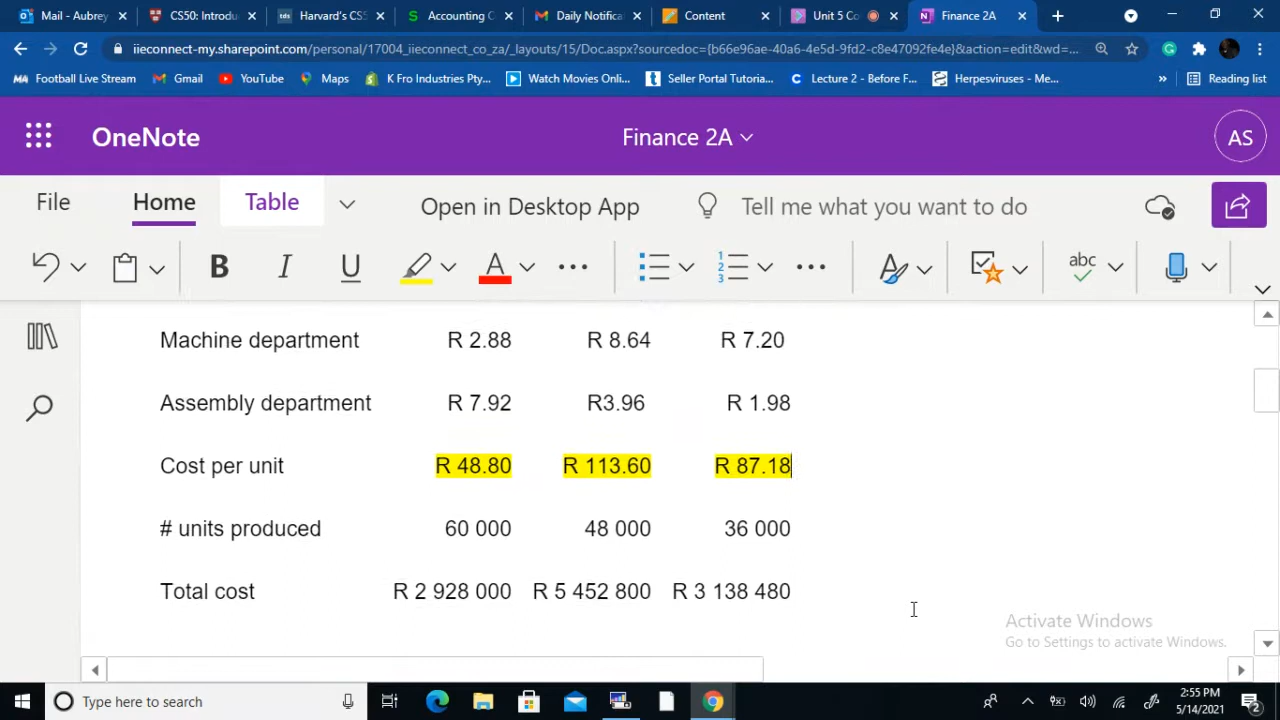 Mail - Aubrey
CS50: Introdu
tds
Harvard's CS5
S
Accounting C
Daily Notifica
Content
Unit 5 Co
N
Finance 2A
iieconnect-my.sharepoint.com/personal/17004_iieconnect_co_za/_layouts/15/Doc.aspx?sourcedoc={b66e96ae-40a6-4e5d-9fd2-c8e47092fe4e}&action=edit&wd=...
Football Live Stream
Gmail
YouTube
Maps
K Fro Industries Pty,...
Watch Movies Onli...
Seller Portal Tutoria...
Lecture 2 - Before F...
Herpesviruses - Me...
»
Reading list
OneNote
Finance 2A
AS
File
Home
Table
Open in Desktop App
Tell me what you want to do
B I U A abc
Machine department R 2.88 R 8.64 R 7.20
Assembly department R 7.92 R3.96 R 1.98
Cost per unit R 48.80 R 113.60 R 87.18
# units produced 60 000 48 000 36 000
Total cost R 2 928 000 R 5 452 800 R 3 138 480
Activate Windows
Go to Settings to activate Windows.
Type here to search
2:55 PM
5/14/2021
2